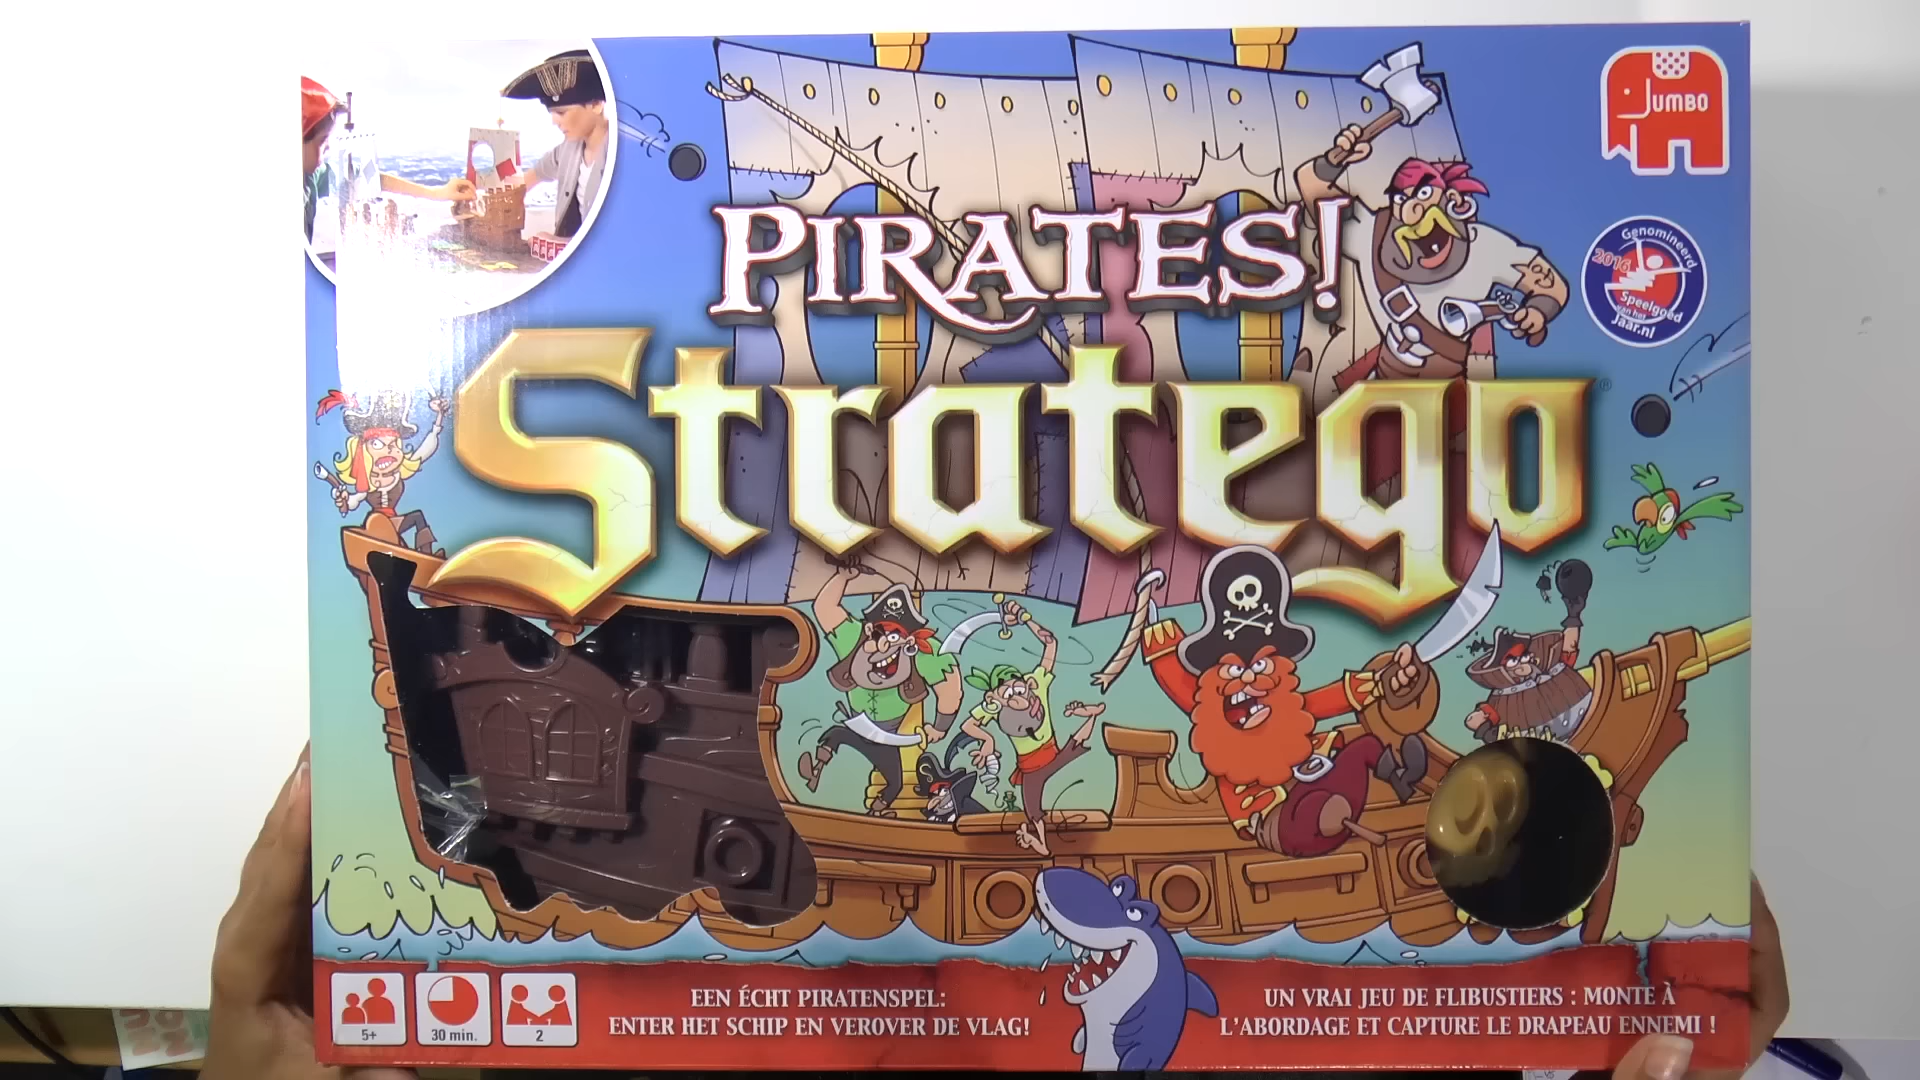 JUMBO
PIRATES!
Stratego®
Genomineerd
2016
Speelgoed
van het
Jaar.nl
5+
30 min.
2
EEN ÉCHT PIRATENSPEL:
ENTER HET SCHIP EN VEROVER DE VLAG!
UN VRAI JEU DE FLIBUSTIERS : MONTE À
L'ABORDAGE ET CAPTURE LE DRAPEAU ENNEMI !